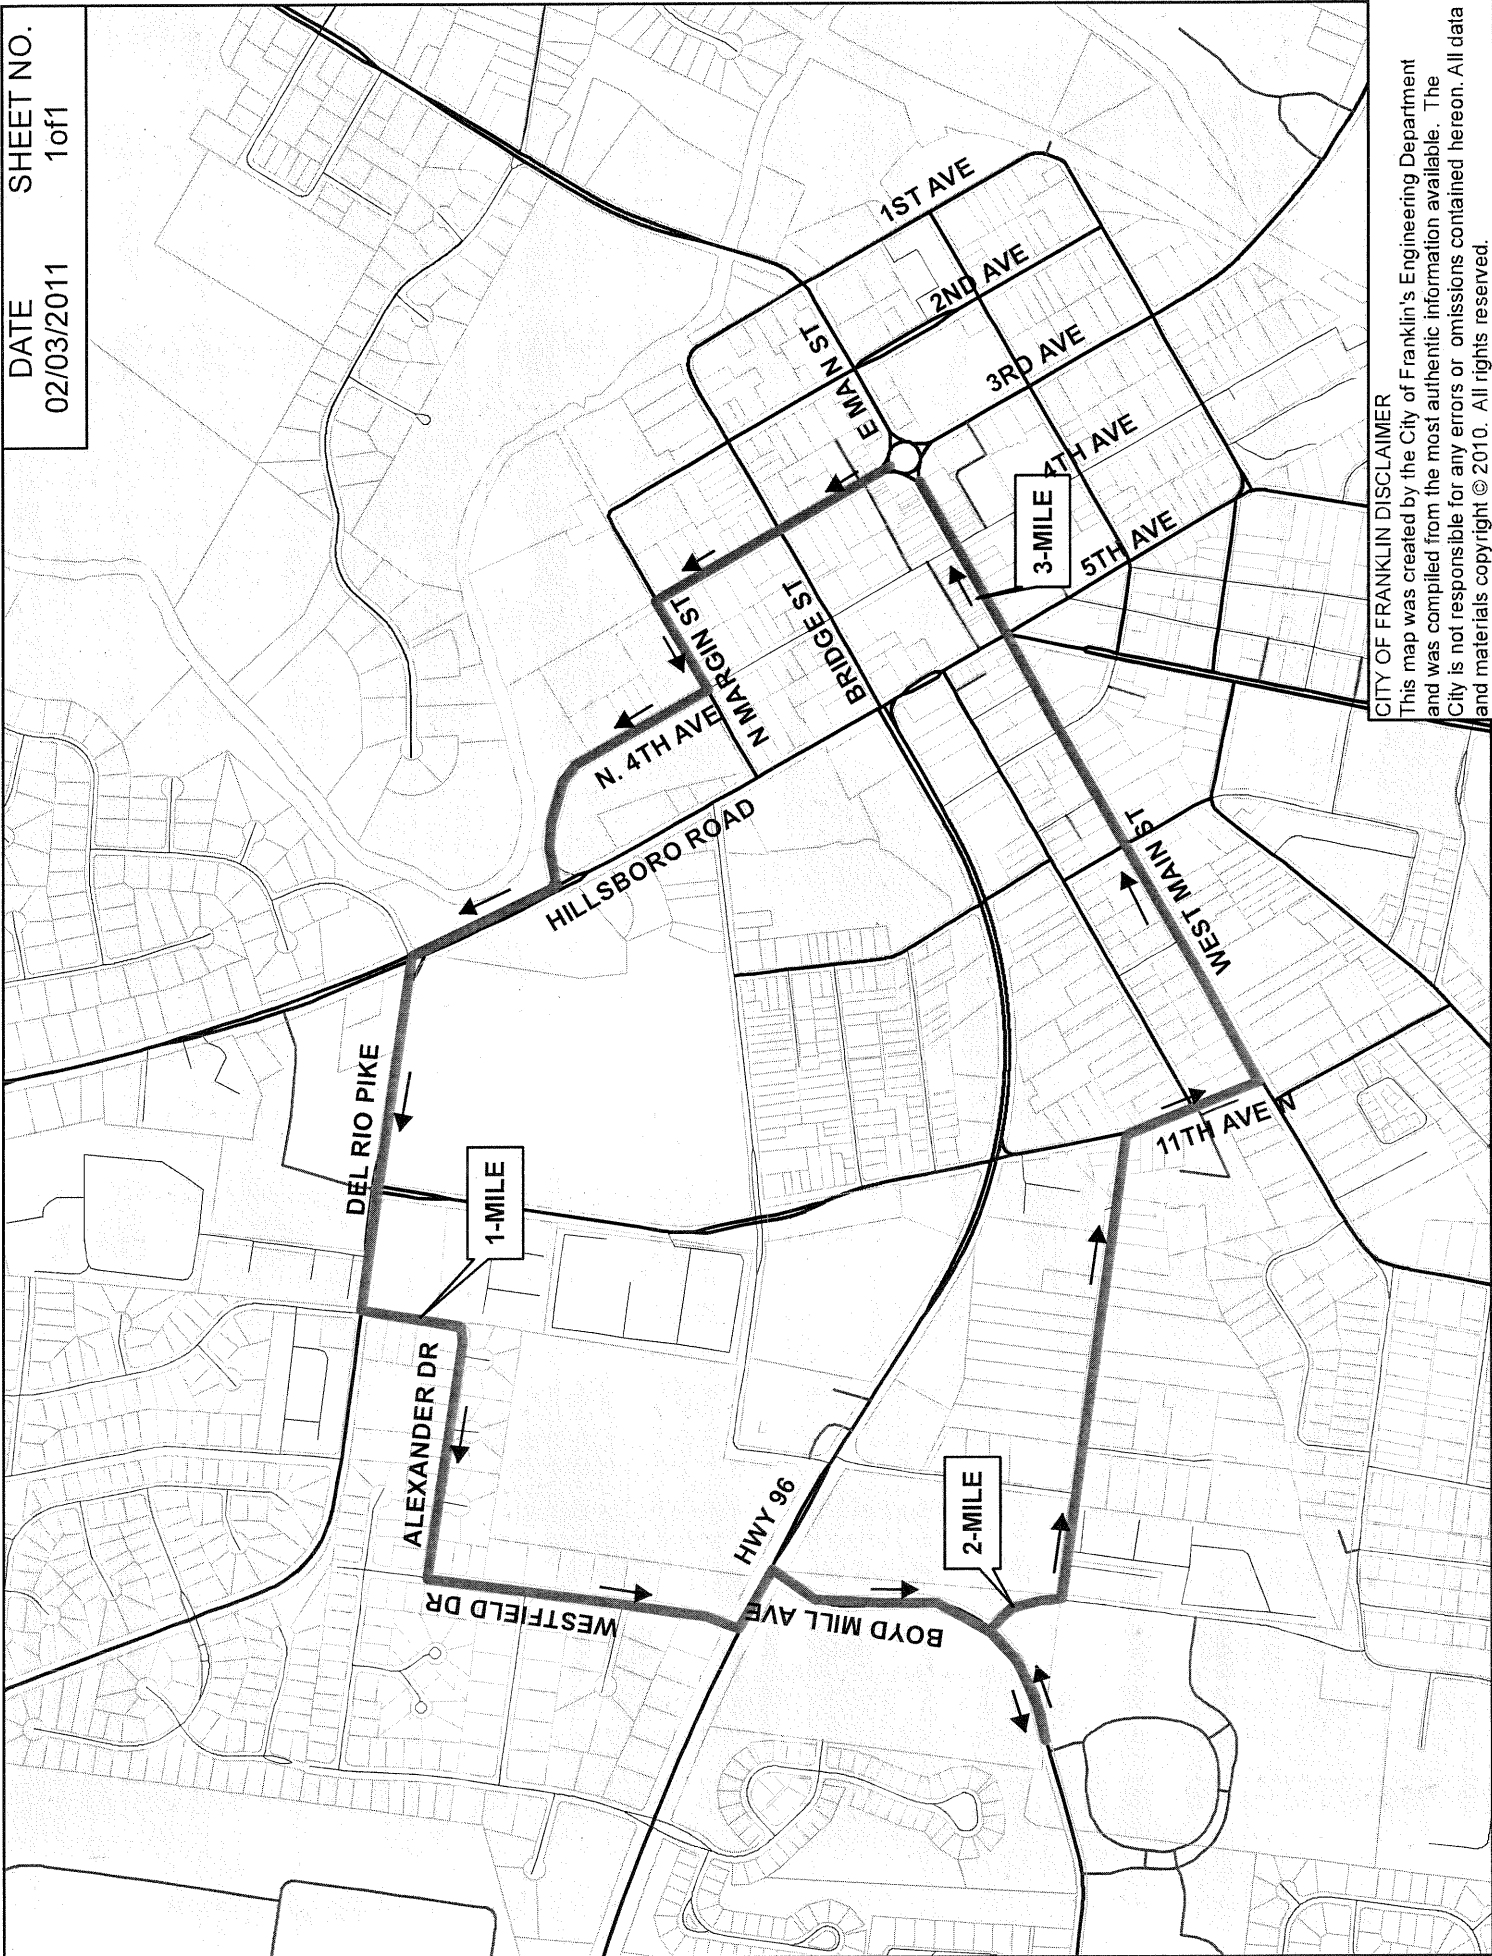 DATE SHEET NO.
02/03/2011 1of1
1ST AVE
2ND AVE
3RD AVE
4TH AVE
5TH AVE
E MAIN ST
3-MILE
N MARGIN ST
BRIDGE ST
N. 4TH AVE
HILLSBORO ROAD
DEL RIO PIKE
1-MILE
ALEXANDER DR
WESTFIELD DR
HWY 96
BOYD MILL AVE
2-MILE
11TH AVE N
WEST MAIN ST
CITY OF FRANKLIN DISCLAIMER
This map was created by the City of Franklin's Engineering Department
and was compiled from the most authentic information available. The
City is not responsible for any errors or omissions contained hereon. All data
and materials copyright © 2010. All rights reserved.